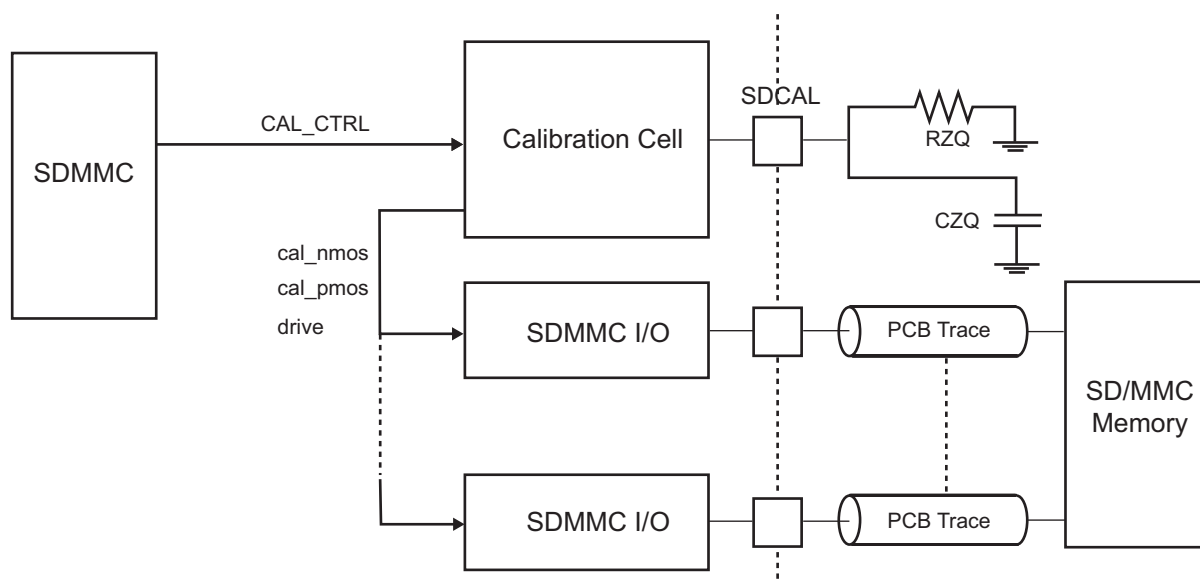 SDMMC
CAL_CTRL
Calibration Cell
SDCAL
RZQ
CZQ
cal_nmos
cal_pmos
drive
SDMMC I/O
PCB Trace
SD/MMC
Memory
SDMMC I/O
PCB Trace